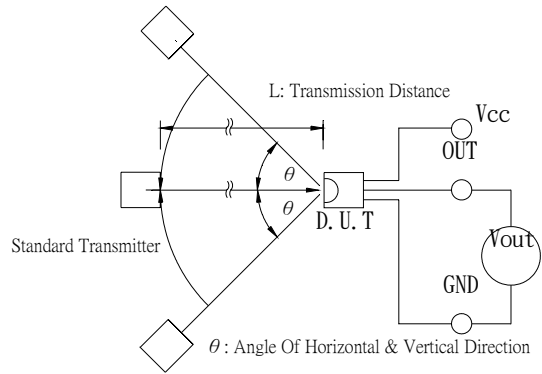 L: Transmission Distance
Vcc
OUT
θ
θ
D.U.T
Standard Transmitter
Vout
GND
θ : Angle Of Horizontal & Vertical Direction